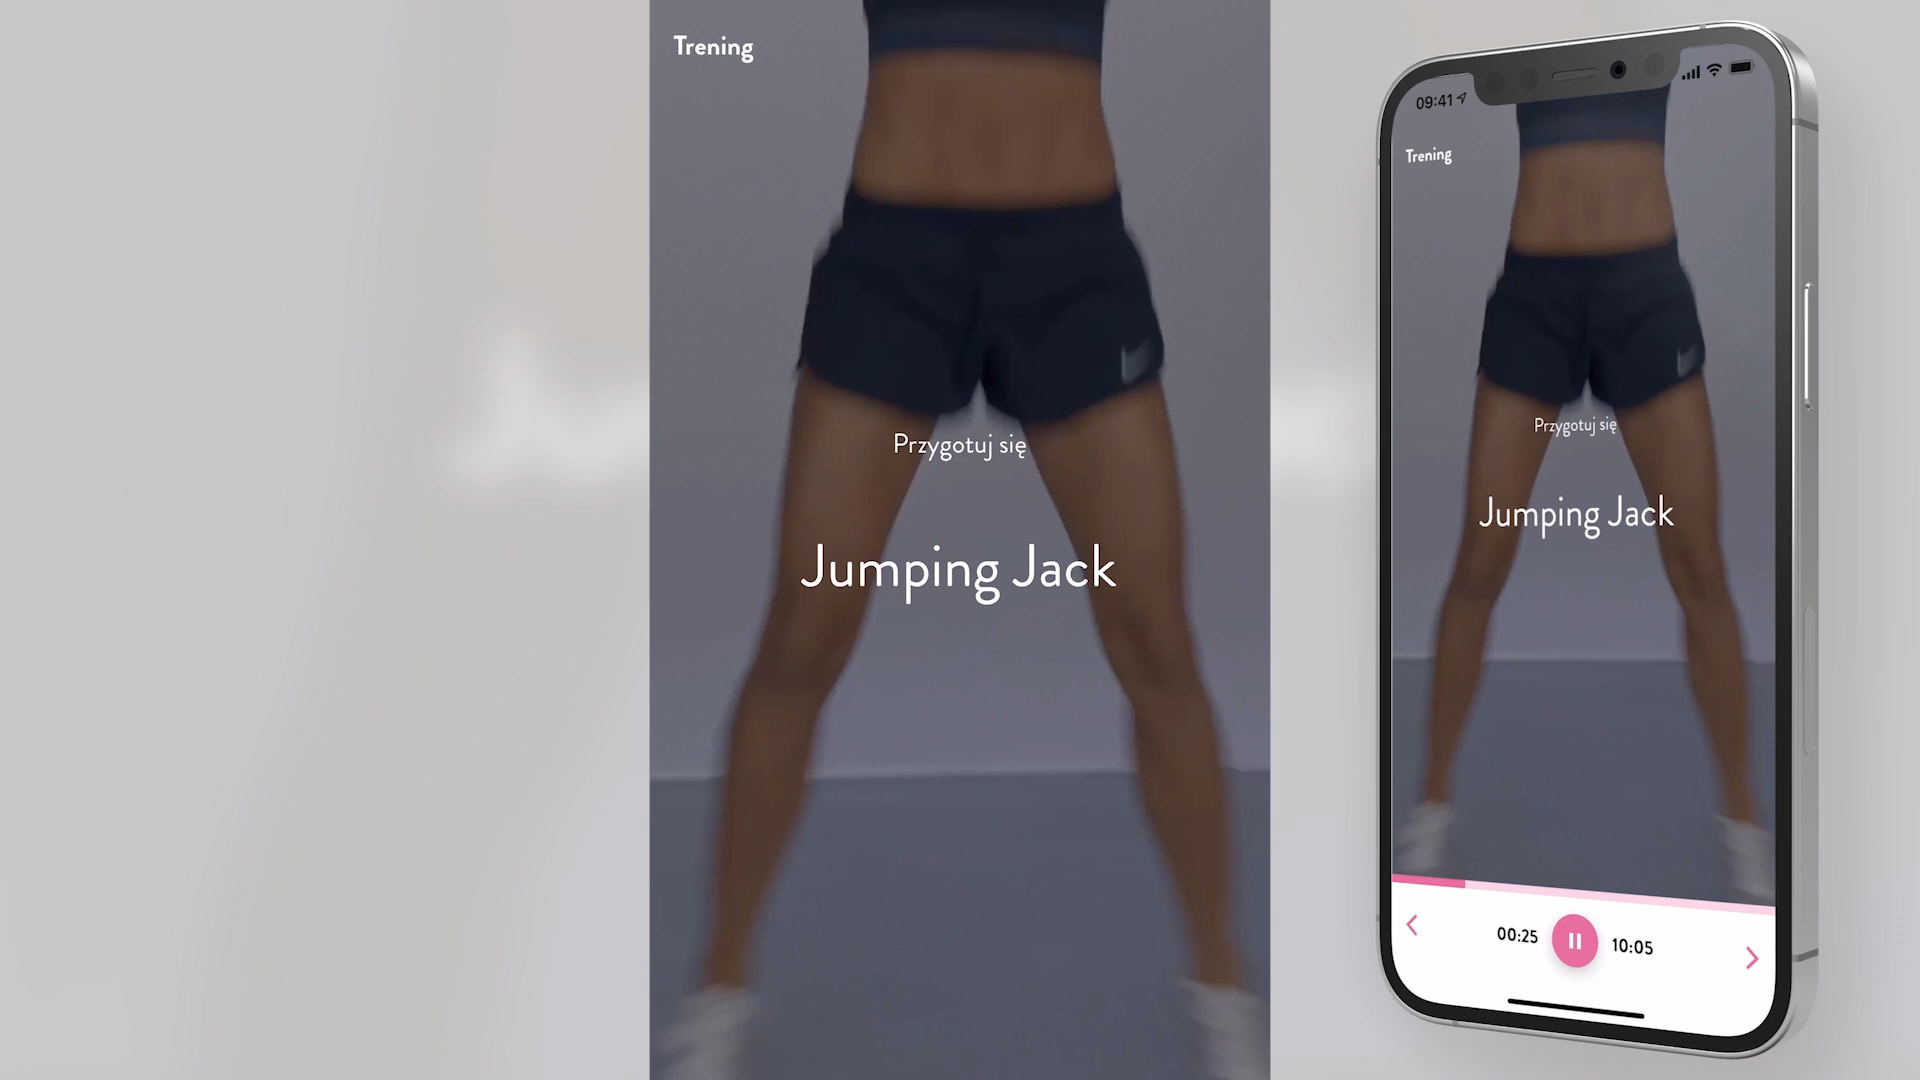 Trening
Przygotuj się
Jumping Jack
09:41
Trening
Przygotuj się
Jumping Jack
00:25
10:05